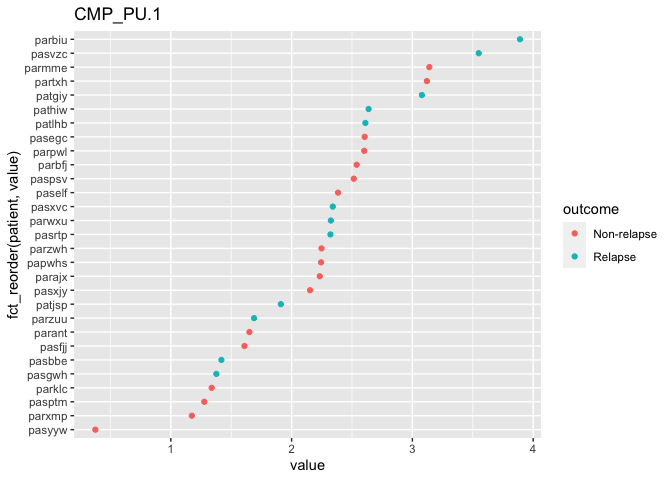 CMP_PU.1
fct_reorder(patient, value)
parbiu
pasvzc
parmme
partxh
patgiy
pathiw
patlhb
pasegc
parpwl
parbfj
paspsv
paself
pasxvc
parwxu
pasrtp
parzwh
papwhs
parajx
pasxjy
patjsp
parzuu
parant
pasfjj
pasbbe
pasgwh
parklc
pasptm
parxmp
pasyyw
1 2 3 4
value
outcome
Non-relapse
Relapse